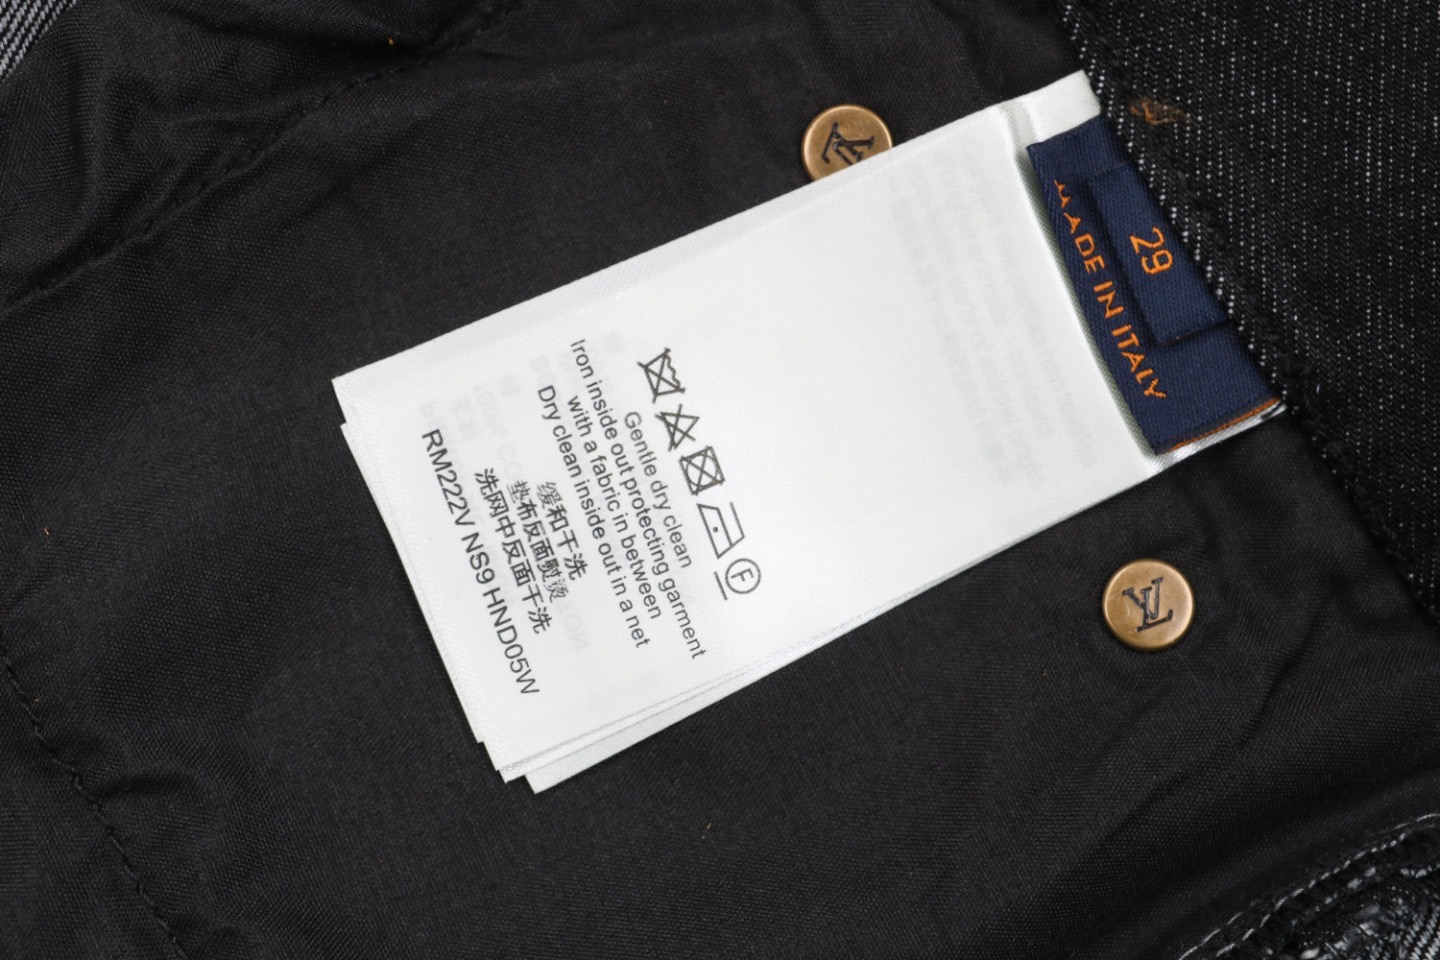 MADE IN ITALY
29
Gentle dry clean
Iron inside out protecting garment
with a fabric in between
Dry clean inside out in a net
缓和干洗
垫布反面熨烫
洗网中反面干洗
RM222V NS9 HND05W
F
LV
LV